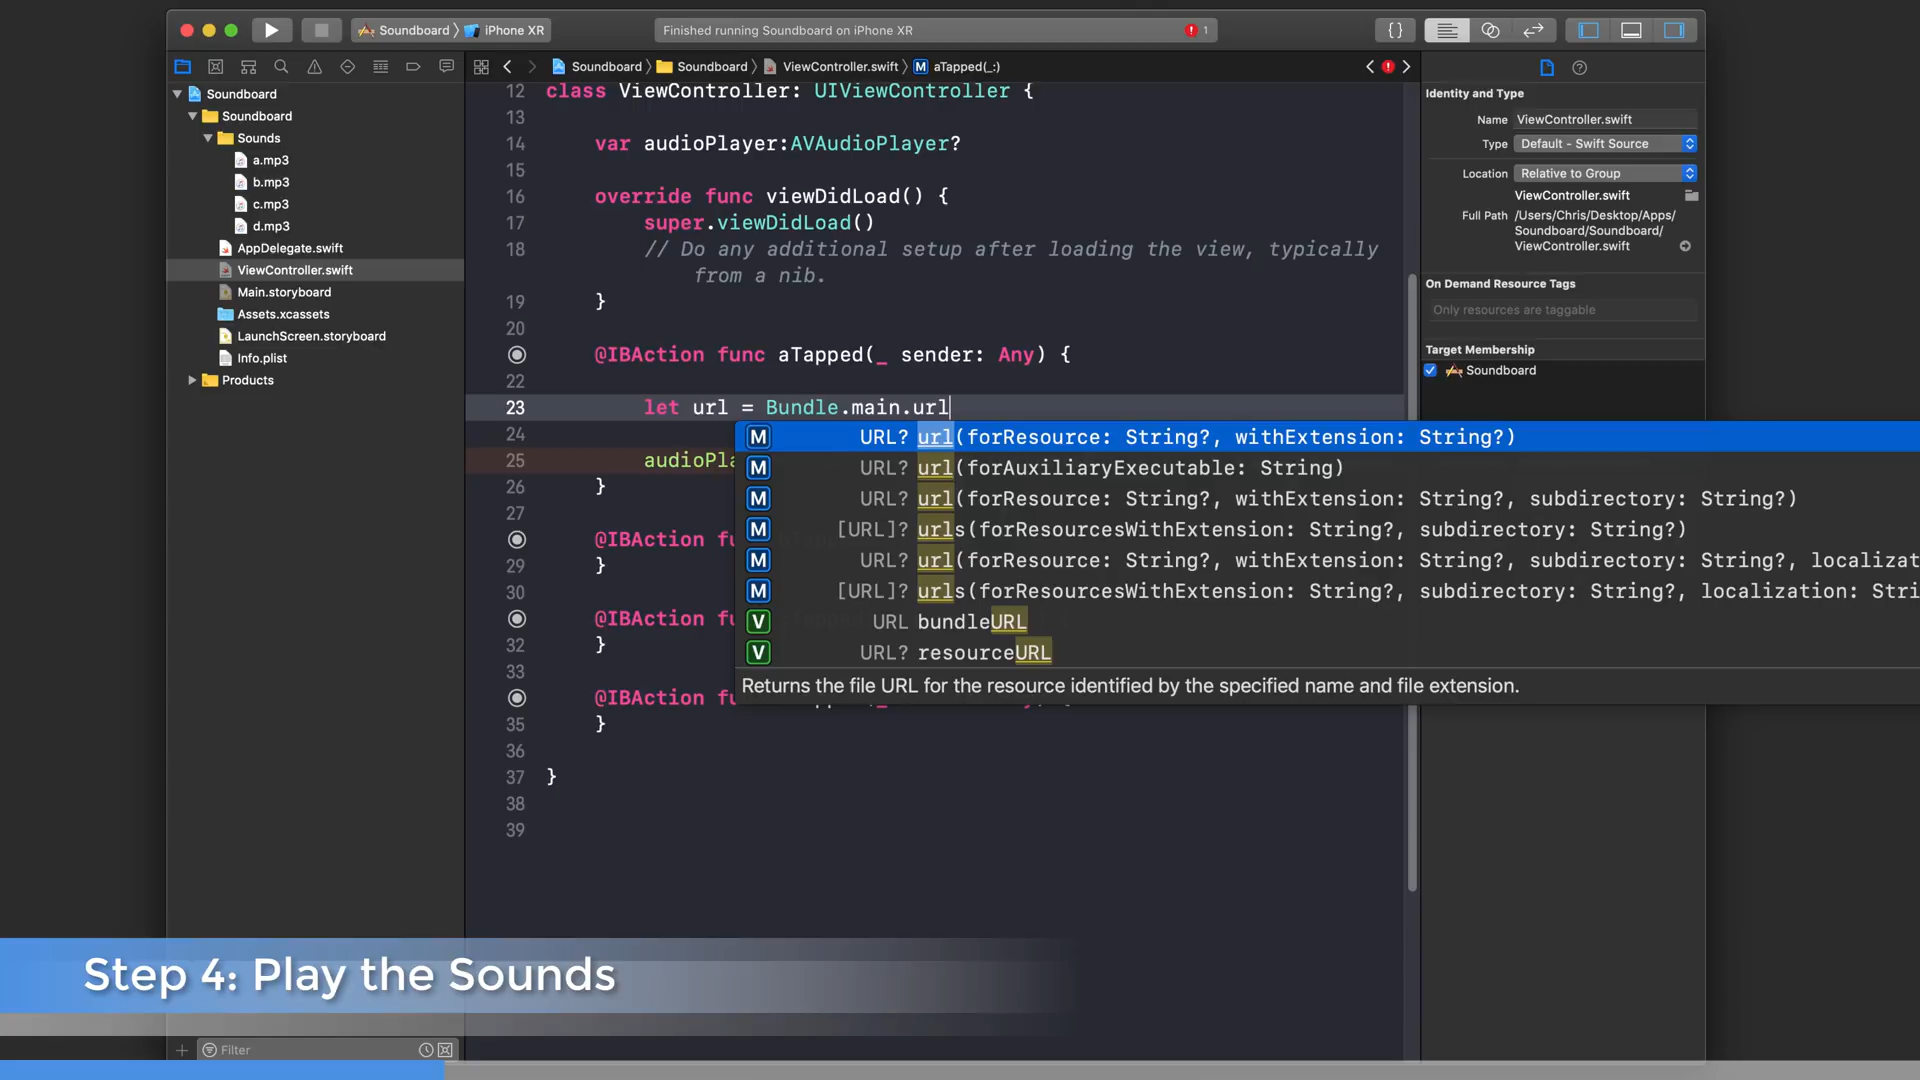 Soundboard iPhone XR
Finished running Soundboard on iPhone XR
1
Soundboard Soundboard ViewController.swift M aTapped(_:)
Soundboard
Soundboard
Sounds
a.mp3
b.mp3
c.mp3
d.mp3
AppDelegate.swift
ViewController.swift
Main.storyboard
Assets.xcassets
LaunchScreen.storyboard
Info.plist
Products
Filter
12 class ViewController: UIViewController {
13
14 var audioPlayer:AVAudioPlayer?
15
16 override func viewDidLoad() {
17 super.viewDidLoad()
18 // Do any additional setup after loading the view, typically
from a nib.
19 }
20
@IBAction func aTapped(_ sender: Any) {
22
23 let url = Bundle.main.url
24
25 audioPla
26 }
27
@IBAction fu
29 }
30
@IBAction fu
32 }
33
@IBAction fu
35 }
36
37 }
38
39
M URL? url(forResource: String?, withExtension: String?)
M URL? url(forAuxiliaryExecutable: String)
M URL? url(forResource: String?, withExtension: String?, subdirectory: String?)
M [URL]? urls(forResourcesWithExtension: String?, subdirectory: String?)
M URL? url(forResource: String?, withExtension: String?, subdirectory: String?, localizat
M [URL]? urls(forResourcesWithExtension: String?, subdirectory: String?, localization: Stri
V URL bundleURL
V URL? resourceURL
Returns the file URL for the resource identified by the specified name and file extension.
Identity and Type
Name ViewController.swift
Type Default - Swift Source
Location Relative to Group
ViewController.swift
Full Path /Users/Chris/Desktop/Apps/
Soundboard/Soundboard/
ViewController.swift
On Demand Resource Tags
Only resources are taggable
Target Membership
Soundboard
Step 4: Play the Sounds